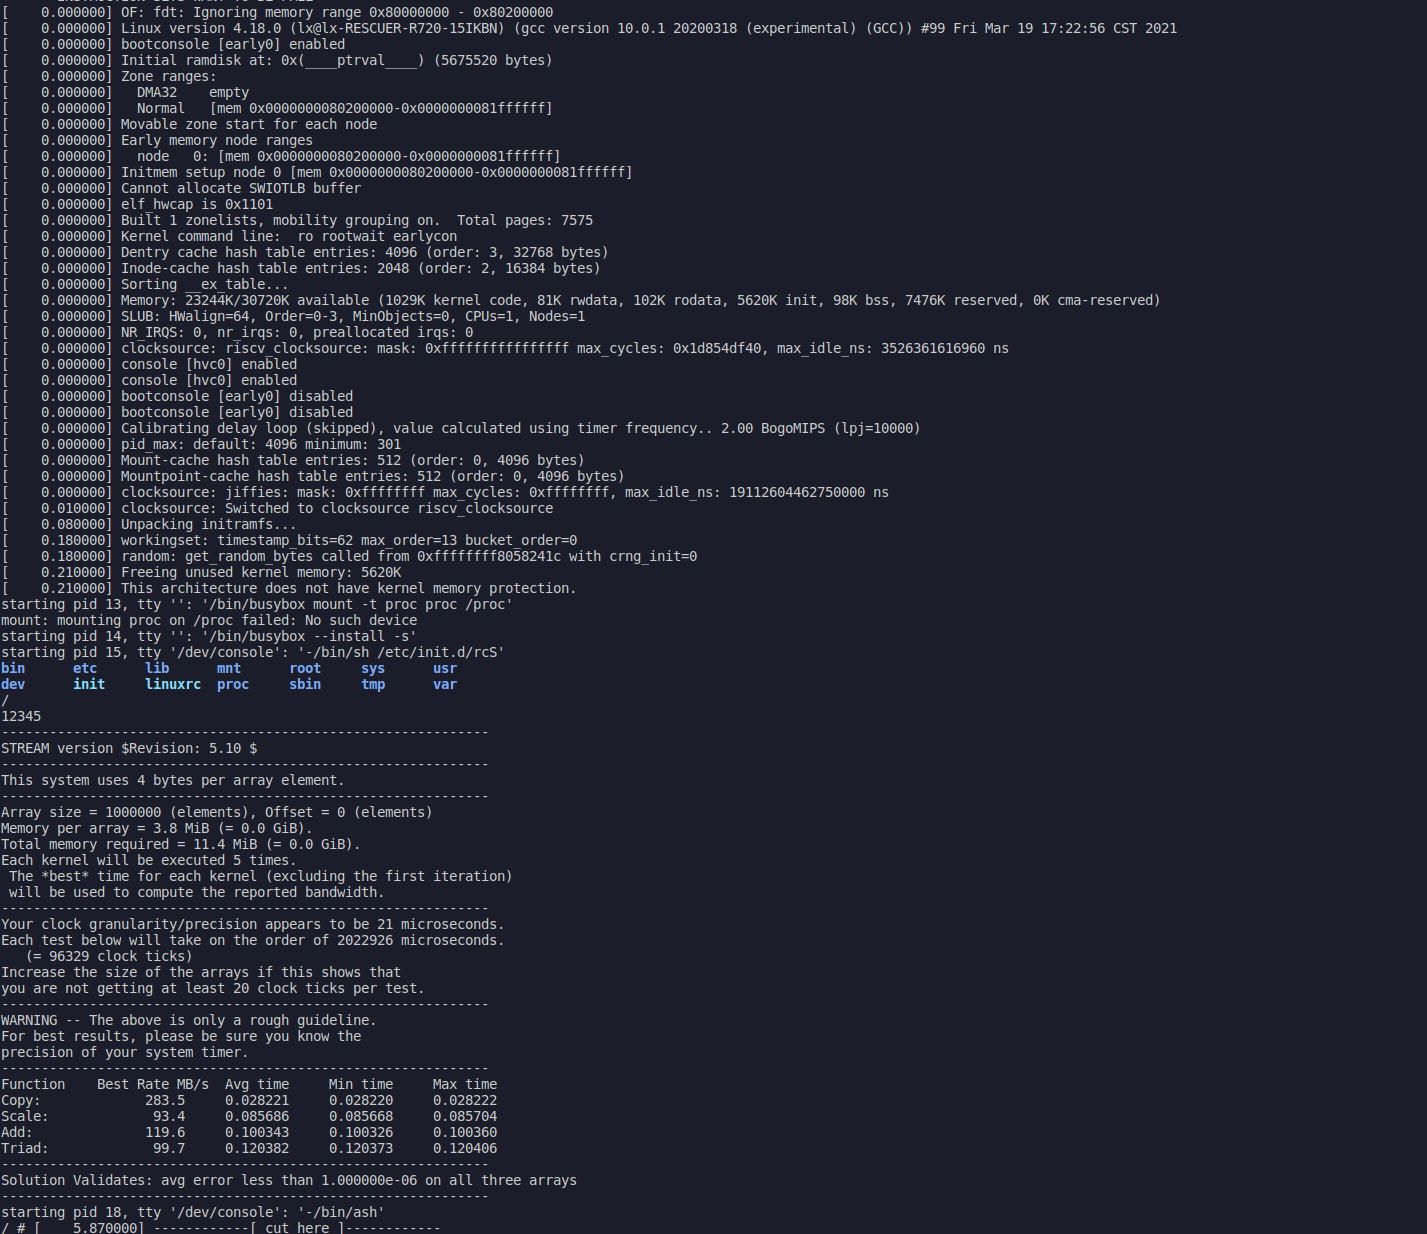 [    0.000000] OF: fdt: Ignoring memory range 0x80000000 - 0x80200000
[    0.000000] Linux version 4.18.0 (lx@lx-RESCUER-R720-15IKBN) (gcc version 10.0.1 20200318 (experimental) (GCC)) #99 Fri Mar 19 17:22:56 CST 2021
[    0.000000] bootconsole [early0] enabled
[    0.000000] Initial ramdisk at: 0x(____ptrval____) (5675520 bytes)
[    0.000000] Zone ranges:
[    0.000000]   DMA32    empty
[    0.000000]   Normal   [mem 0x0000000080200000-0x0000000081ffffff]
[    0.000000] Movable zone start for each node
[    0.000000] Early memory node ranges
[    0.000000]   node   0: [mem 0x0000000080200000-0x0000000081ffffff]
[    0.000000] Initmem setup node 0 [mem 0x0000000080200000-0x0000000081ffffff]
[    0.000000] Cannot allocate SWIOTLB buffer
[    0.000000] elf_hwcap is 0x1101
[    0.000000] Built 1 zonelists, mobility grouping on.  Total pages: 7575
[    0.000000] Kernel command line:  ro rootwait earlycon
[    0.000000] Dentry cache hash table entries: 4096 (order: 3, 32768 bytes)
[    0.000000] Inode-cache hash table entries: 2048 (order: 2, 16384 bytes)
[    0.000000] Sorting __ex_table...
[    0.000000] Memory: 23244K/30720K available (1029K kernel code, 81K rwdata, 102K rodata, 5620K init, 98K bss, 7476K reserved, 0K cma-reserved)
[    0.000000] SLUB: HWalign=64, Order=0-3, MinObjects=0, CPUs=1, Nodes=1
[    0.000000] NR_IRQS: 0, nr_irqs: 0, preallocated irqs: 0
[    0.000000] clocksource: riscv_clocksource: mask: 0xffffffffffffffff max_cycles: 0x1d854df40, max_idle_ns: 3526361616960 ns
[    0.000000] console [hvc0] enabled
[    0.000000] console [hvc0] enabled
[    0.000000] bootconsole [early0] disabled
[    0.000000] bootconsole [early0] disabled
[    0.000000] Calibrating delay loop (skipped), value calculated using timer frequency.. 2.00 BogoMIPS (lpj=10000)
[    0.000000] pid_max: default: 4096 minimum: 301
[    0.000000] Mount-cache hash table entries: 512 (order: 0, 4096 bytes)
[    0.000000] Mountpoint-cache hash table entries: 512 (order: 0, 4096 bytes)
[    0.000000] clocksource: jiffies: mask: 0xffffffff max_cycles: 0xffffffff, max_idle_ns: 19112604462750000 ns
[    0.010000] clocksource: Switched to clocksource riscv_clocksource
[    0.080000] Unpacking initramfs...
[    0.180000] workingset: timestamp_bits=62 max_order=13 bucket_order=0
[    0.180000] random: get_random_bytes called from 0xffffffff8058241c with crng_init=0
[    0.210000] Freeing unused kernel memory: 5620K
[    0.210000] This architecture does not have kernel memory protection.
starting pid 13, tty '': '/bin/busybox mount -t proc proc /proc'
mount: mounting proc on /proc failed: No such device
starting pid 14, tty '': '/bin/busybox --install -s'
starting pid 15, tty '/dev/console': '-/bin/sh /etc/init.d/rcS'
bin      etc      lib      mnt      root     sys      usr
dev      init     linuxrc  proc     sbin     tmp      var
/
12345
-------------------------------------------------------------
STREAM version $Revision: 5.10 $
-------------------------------------------------------------
This system uses 4 bytes per array element.
-------------------------------------------------------------
Array size = 1000000 (elements), Offset = 0 (elements)
Memory per array = 3.8 MiB (= 0.0 GiB).
Total memory required = 11.4 MiB (= 0.0 GiB).
Each kernel will be executed 5 times.
 The *best* time for each kernel (excluding the first iteration)
 will be used to compute the reported bandwidth.
-------------------------------------------------------------
Your clock granularity/precision appears to be 21 microseconds.
Each test below will take on the order of 2022926 microseconds.
   (= 96329 clock ticks)
Increase the size of the arrays if this shows that
you are not getting at least 20 clock ticks per test.
-------------------------------------------------------------
WARNING -- The above is only a rough guideline.
For best results, please be sure you know the
precision of your system timer.
-------------------------------------------------------------
Function    Best Rate MB/s  Avg time     Min time     Max time
Copy:             283.5     0.028221     0.028220     0.028222
Scale:             93.4     0.085686     0.085668     0.085704
Add:              119.6     0.100343     0.100326     0.100360
Triad:             99.7     0.120382     0.120373     0.120406
-------------------------------------------------------------
Solution Validates: avg error less than 1.000000e-06 on all three arrays
-------------------------------------------------------------
starting pid 18, tty '/dev/console': '-/bin/ash'
/ # [    5.870000] ------------[ cut here ]------------